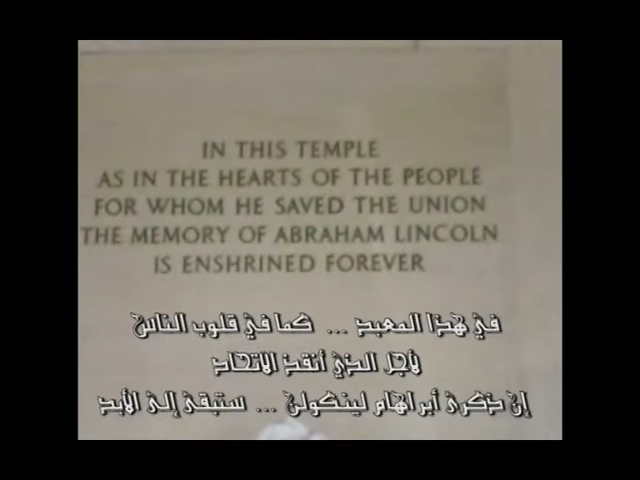 IN THIS TEMPLE
AS IN THE HEARTS OF THE PEOPLE
FOR WHOM HE SAVED THE UNION
THE MEMORY OF ABRAHAM LINCOLN
IS ENSHRINED FOREVER
في هذا المعبد ... كما في قلوب الناس
لأجل الذي أنقذ الاتحاد
إن ذكرى أبراهام لينكولن ... ستبقى إلى الأبد